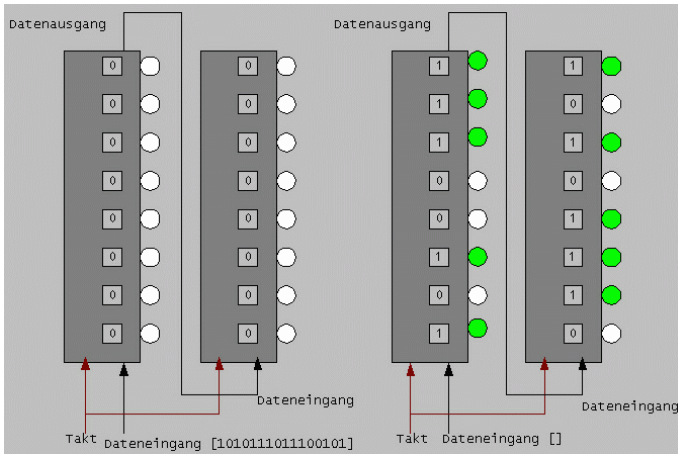 Datenausgang
Datenausgang
0 0 1 1
0 0 1 0
0 0 1 1
0 0 0 0
0 0 0 1
0 0 1 1
0 0 0 1
0 0 1 0
Dateneingang
Dateneingang
Takt
Dateneingang [1010111011100101]
Takt
Dateneingang []